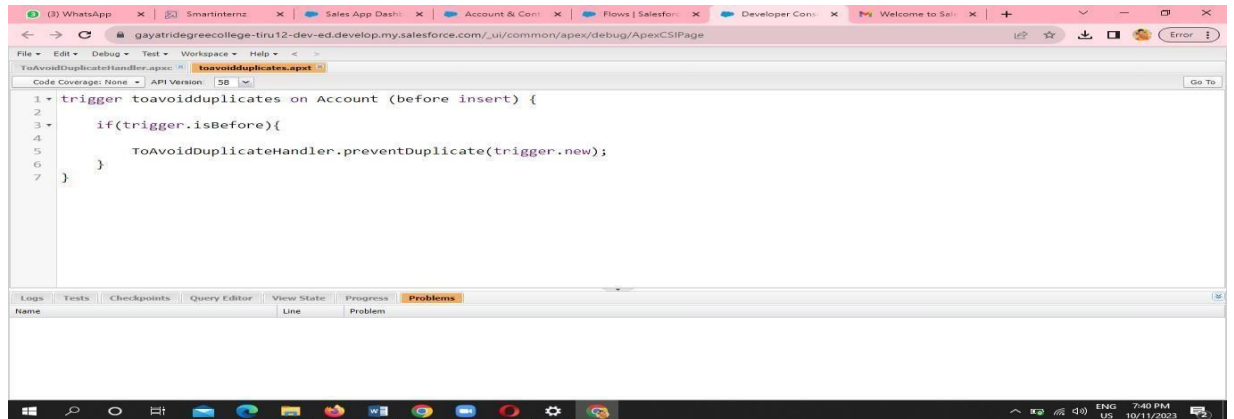 (3) WhatsApp
Smartinternz
Sales App Dash
Account & Cont
Flows | Salesforc
Developer Cons
Welcome to Sal
gayatridegreecollege-tiru12-dev-ed.develop.my.salesforce.com/_ui/common/apex/debug/ApexCSIPage
Error
File Edit Debug Test Workspace Help < >
ToAvoidDuplicateHandler.apxc toavoidduplicates.apxt
Code Coverage: None API Version: 58 Go To
1 trigger toavoidduplicates on Account (before insert) {
2
3 if(trigger.isBefore){
4
5 ToAvoidDuplicateHandler.preventDuplicate(trigger.new);
6 }
7 }
Logs Tests Checkpoints Query Editor View State Progress Problems
Name Line Problem
ENG 7:40 PM
US 10/11/2023